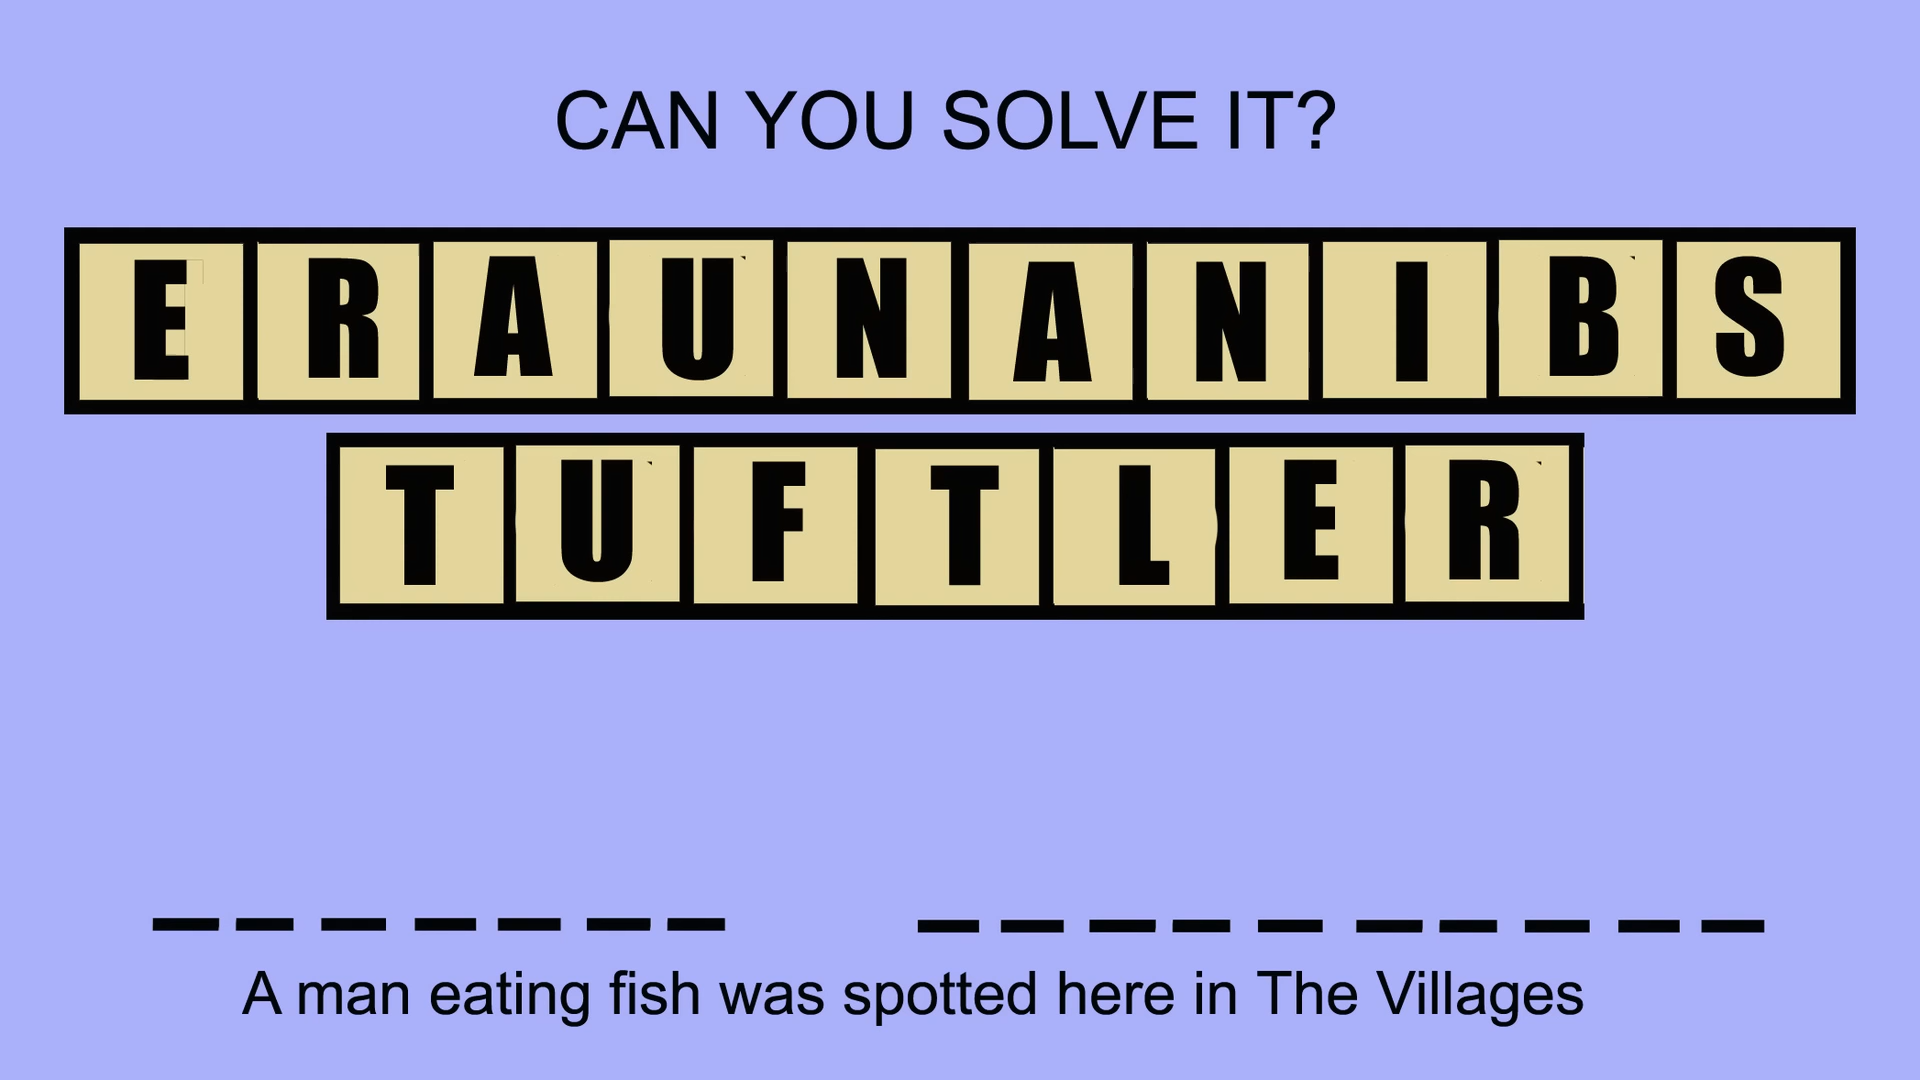 CAN YOU SOLVE IT?
ERAUNANIBS
TUFTLER
A man eating fish was spotted here in The Villages